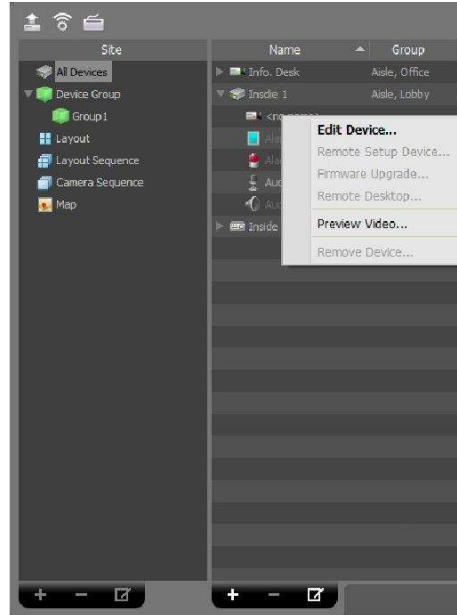 Site
All Devices
Device Group
Group1
Layout
Layout Sequence
Camera Sequence
Map
Name
Group
Info. Desk
Aisle, Office
Insdie 1
Aisle, Lobby
<no name>
Inside
Edit Device...
Remote Setup Device...
Firmware Upgrade...
Remote Desktop...
Preview Video...
Remove Device...